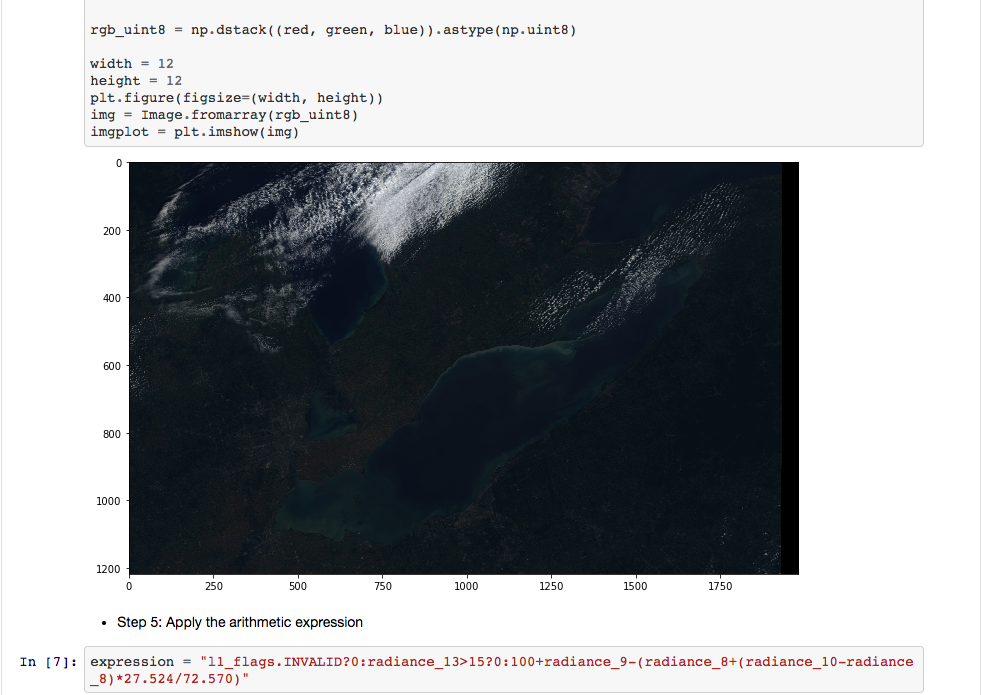 rgb_uint8 = np.dstack((red, green, blue)).astype(np.uint8)
width = 12
height = 12
plt.figure(figsize=(width, height))
img = Image.fromarray(rgb_uint8)
imgplot = plt.imshow(img)
0
200
400
600
800
1000
1200
0 250 500 750 1000 1250 1500 1750
• Step 5: Apply the arithmetic expression
In [7]: expression = "l1_flags.INVALID?0:radiance_13>15?0:100+radiance_9-(radiance_8+(radiance_10-radiance
_8)*27.524/72.570)"